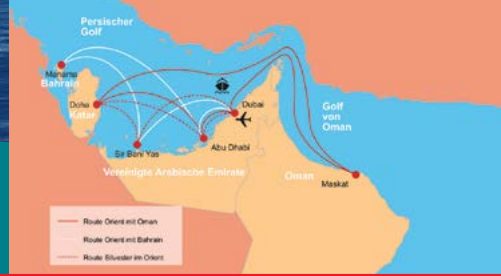 Persischer
Golf
Manama
Bahrain
Doha
Katar
Dubai
Golf
von
Oman
Sir Bani Yas
Abu Dhabi
Vereinigte Arabische Emirate
Oman
Maskat
Route Orient mit Oman
Route Orient mit Bahrain
Route Silvester im Orient